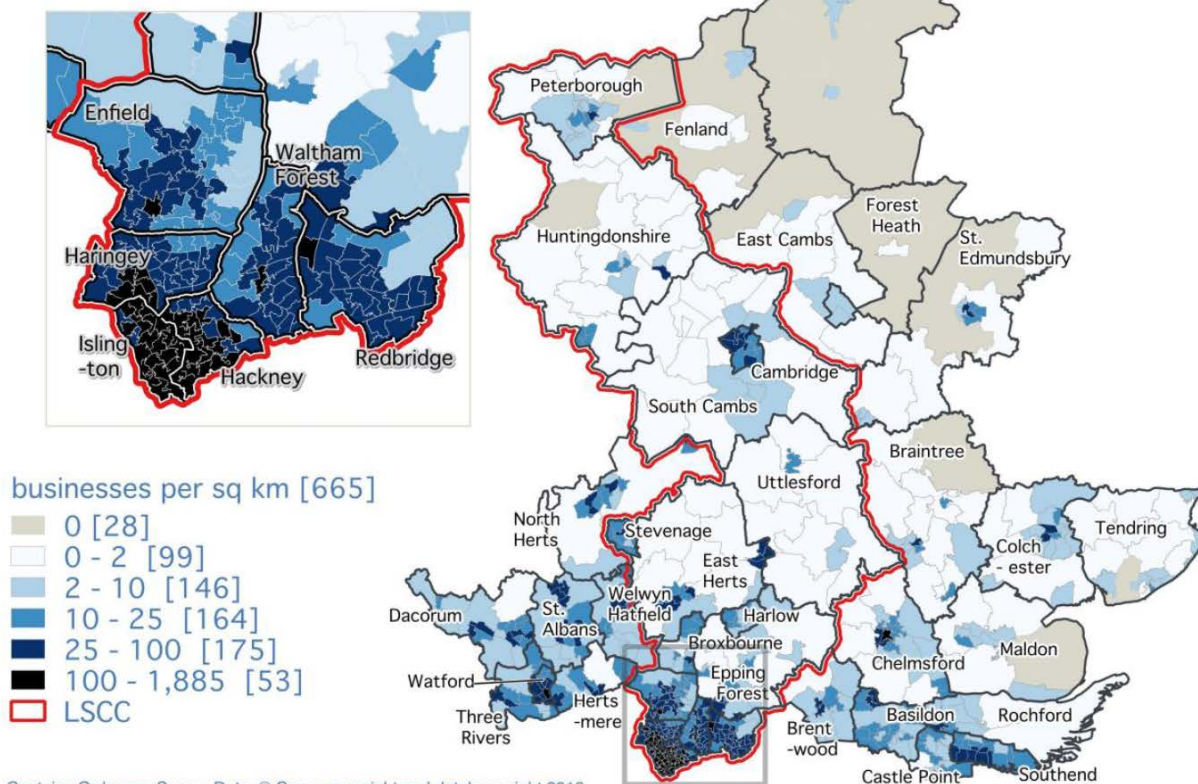 Enfield
Waltham
Forest
Haringey
Isling
-ton
Hackney
Redbridge
businesses per sq km [665]
0 [28]
0 - 2 [99]
2 - 10 [146]
10 - 25 [164]
25 - 100 [175]
100 - 1,885 [53]
LSCC
Peterborough
Fenland
Forest
Heath
Huntingdonshire
East Cambs
St.
Edmundsbury
Cambridge
South Cambs
Braintree
Uttlesford
North
Herts
Stevenage
East
Herts
Colch
- ester
Tendring
Dacorum
St.
Albans
Welwyn
Hatfield
Harlow
Broxbourne
Maldon
Chelmsford
Watford
Epping
Forest
Three
Rivers
Herts
-mere
Brent
-wood
Basildon
Rochford
Castle Point
Southend